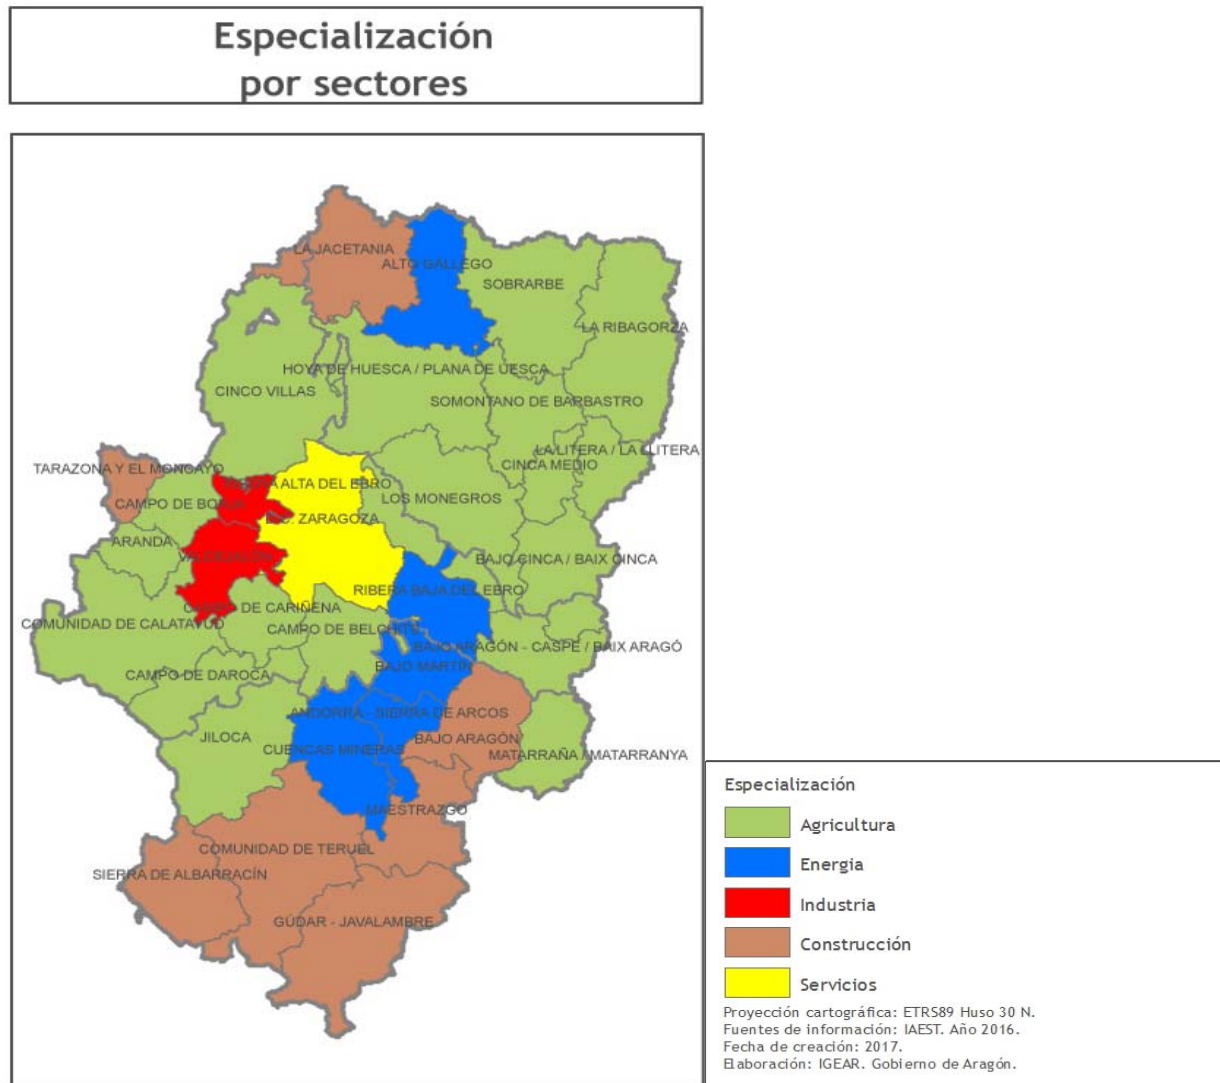 Especialización
por sectores
LA JACETANIA
ALTO GALLEGO
SOBRARBE
LA RIBAGORZA
HOYA DE HUESCA / PLANA DE UESCA
CINCO VILLAS
SOMONTANO DE BARBASTRO
LA LITERA / LA LLITERA
CINCA MEDIO
TARAZONA Y EL MONCAYO
ALTA DEL EBRO
LOS MONEGROS
CAMPO DE BORJA
D.C. ZARAGOZA
ARANDA
VALDEJALÓN
BAJO CINCA / BAIX CINCA
RIBERA BAJA DEL EBRO
CAMPO DE CARIÑENA
COMUNIDAD DE CALATAYUD
CAMPO DE BELCHITE
BAJO ARAGÓN - CASPE / BAIX ARAGÓ
BAJO MARTÍN
CAMPO DE DAROCA
ANDORRA - SIERRA DE ARCOS
JILOCA
BAJO ARAGÓN
CUENCAS MINERAS
MATARRAÑA / MATARRANYA
MAESTRAZGO
COMUNIDAD DE TERUEL
SIERRA DE ALBARRACÍN
GÚDAR - JAVALAMBRE
Especialización
Agricultura
Energia
Industria
Construcción
Servicios
Proyección cartográfica: ETRS89 Huso 30 N.
Fuentes de información: IAEST. Año 2016.
Fecha de creación: 2017.
Elaboración: IGEAR. Gobierno de Aragón.